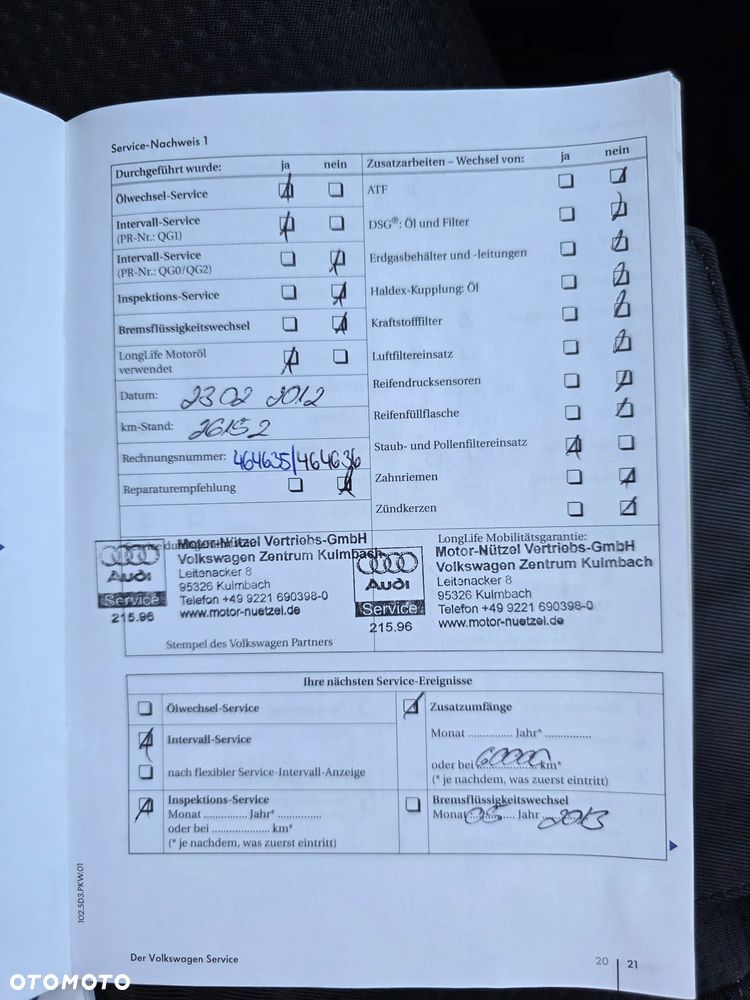 Service-Nachweis 1
Durchgeführt wurde: ja nein
Ölwechsel-Service
Intervall-Service
(PR-Nr.: QG1)
Intervall-Service
(PR-Nr.: QG0/QG2)
Inspektions-Service
Bremsflüssigkeitswechsel
LongLife Motoröl
verwendet
Datum: 23 02 2012
km-Stand: 26152
Rechnungsnummer: 464635/464636
Reparaturempfehlung
Zusatzarbeiten – Wechsel von: ja nein
ATF
DSG®: Öl und Filter
Erdgasbehälter und -leitungen
Haldex-Kupplung: Öl
Kraftstofffilter
Luftfiltereinsatz
Reifendrucksensoren
Reifenfüllflasche
Staub- und Pollenfiltereinsatz
Zahnriemen
Zündkerzen
Audi
Service
215.96
Motor-Nützel Vertriebs-GmbH
Volkswagen Zentrum Kulmbach
Leitenacker 8
95326 Kulmbach
Telefon +49 9221 690398-0
www.motor-nuetzel.de
Stempel des Volkswagen Partners
LongLife Mobilitätsgarantie:
Audi
Service
215.96
Motor-Nützel Vertriebs-GmbH
Volkswagen Zentrum Kulmbach
Leitenacker 8
95326 Kulmbach
Telefon +49 9221 690398-0
www.motor-nuetzel.de
Ihre nächsten Service-Ereignisse
Ölwechsel-Service
Intervall-Service
nach flexibler Service-Intervall-Anzeige
Inspektions-Service
Monat ............... Jahr* ...............
oder bei .................... km*
(* je nachdem, was zuerst eintritt)
Zusatzumfänge
Monat ............... Jahr* ...............
oder bei 60000 km*
(* je nachdem, was zuerst eintritt)
Bremsflüssigkeitswechsel
Monat 05 Jahr 2013
102.5D3.PKW.01
Der Volkswagen Service
20 | 21
OTOMOTO